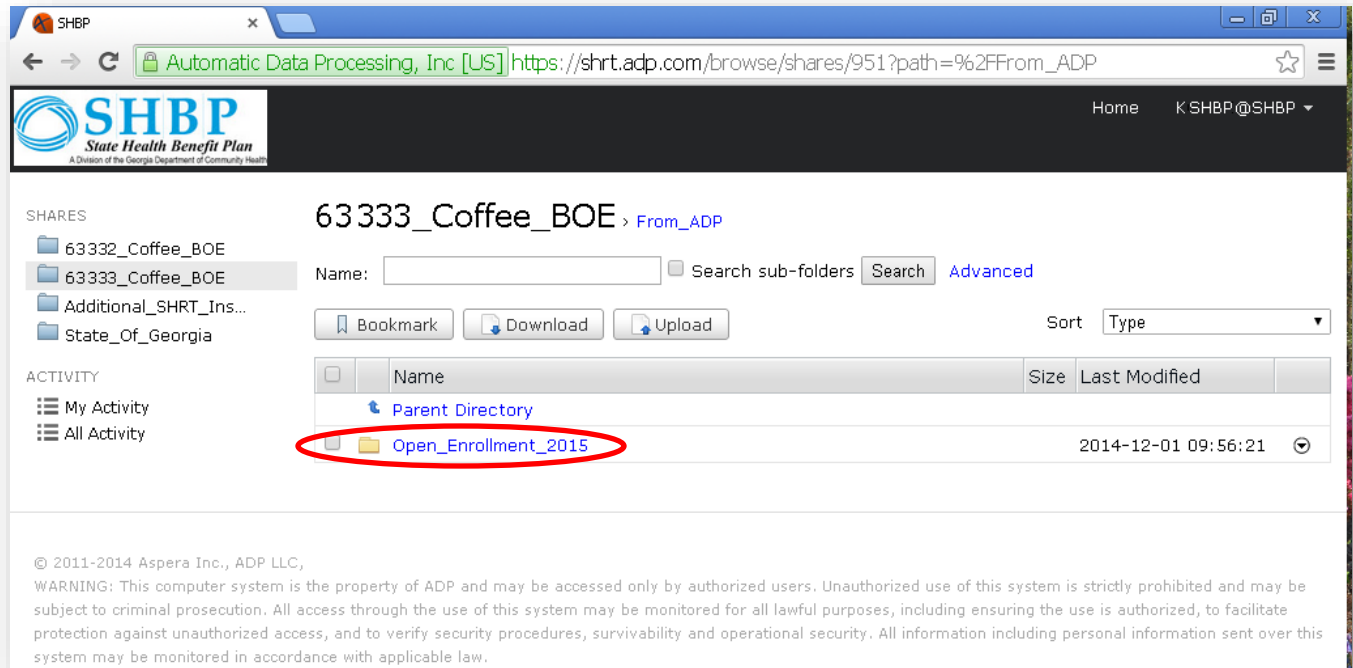 SHBP ×
Automatic Data Processing, Inc [US] https://shrt.adp.com/browse/shares/951?path=%2FFrom_ADP
SHBP
State Health Benefit Plan
A Division of the Georgia Department of Community Health
Home KSHBP@SHBP
SHARES
63332_Coffee_BOE
63333_Coffee_BOE
Additional_SHRT_Ins...
State_Of_Georgia
ACTIVITY
My Activity
All Activity
63333_Coffee_BOE › From_ADP
Name: Search sub-folders Search Advanced
Bookmark Download Upload Sort Type
Name Size Last Modified
Parent Directory
Open_Enrollment_2015 2014-12-01 09:56:21
© 2011-2014 Aspera Inc., ADP LLC,
WARNING: This computer system is the property of ADP and may be accessed only by authorized users. Unauthorized use of this system is strictly prohibited and may be
subject to criminal prosecution. All access through the use of this system may be monitored for all lawful purposes, including ensuring the use is authorized, to facilitate
protection against unauthorized access, and to verify security procedures, survivability and operational security. All information including personal information sent over this
system may be monitored in accordance with applicable law.